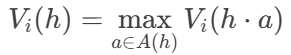 $V_i(h) = \max_{a \in A(h)} V_i(h \cdot a)$